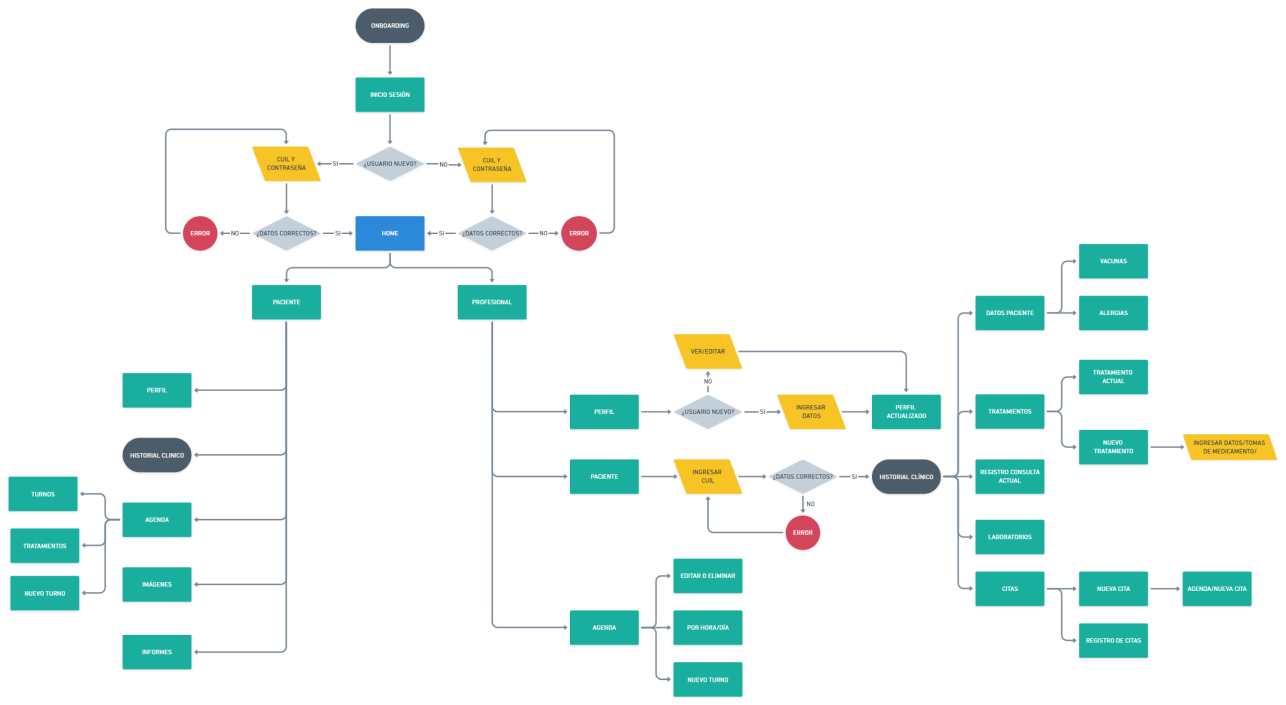 ONBOARDING
INICIO SESIÓN
CUIL Y
CONTRASEÑA
SI
¿USUARIO NUEVO?
NO
CUIL Y
CONTRASEÑA
ERROR
NO
¿DATOS CORRECTOS?
SI
HOME
SI
¿DATOS CORRECTOS?
NO
ERROR
PACIENTE
PROFESIONAL
PERFIL
HISTORIAL CLINICO
TURNOS
AGENDA
TRATAMIENTOS
IMÁGENES
NUEVO TURNO
INFORMES
VER/EDITAR
NO
PERFIL
¿USUARIO NUEVO?
SI
INGRESAR
DATOS
PERFIL
ACTUALIZADO
PACIENTE
INGRESAR
CUIL
¿DATOS CORRECTOS?
SI
HISTORIAL CLÍNICO
NO
ERROR
EDITAR O ELIMINAR
AGENDA
POR HORA/DÍA
NUEVO TURNO
VACUNAS
DATOS PACIENTE
ALERGIAS
TRATAMIENTO
ACTUAL
TRATAMIENTOS
NUEVO
TRATAMIENTO
INGRESAR DATOS/TOMAS
DE MEDICAMENTO/
REGISTRO CONSULTA
ACTUAL
LABORATORIOS
CITAS
NUEVA CITA
AGENDA/NUEVA CITA
REGISTRO DE CITAS